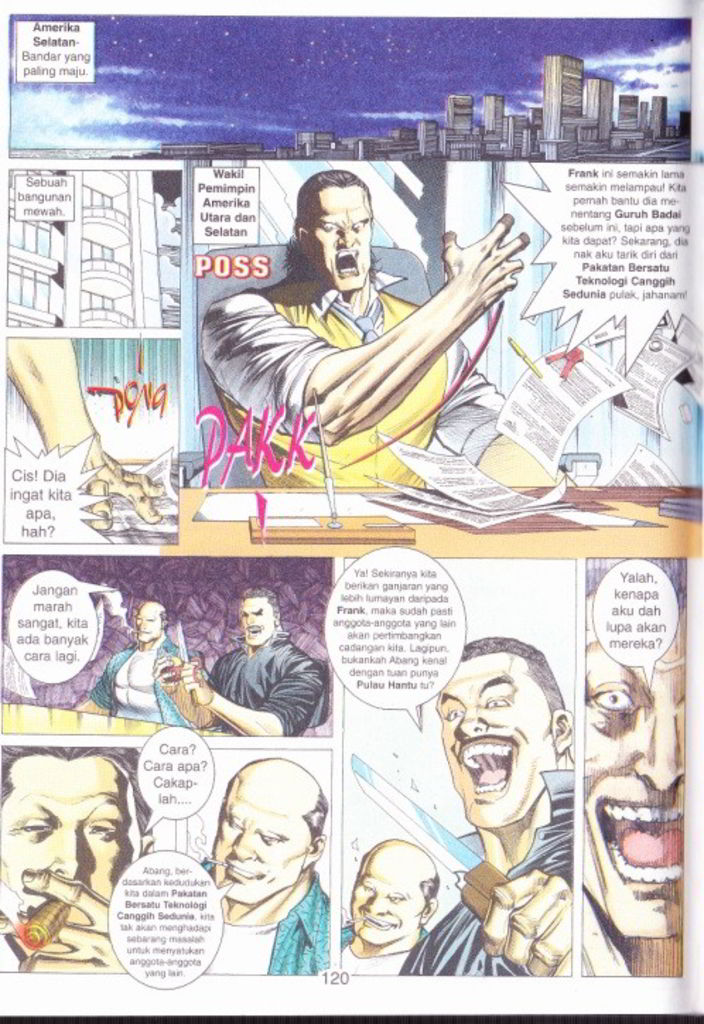 Amerika
Selatan-
Bandar yang
paling maju.
Sebuah
bangunan
mewah.
Wakil
Pemimpin
Amerika
Utara dan
Selatan
POSS
Frank ini semakin lama
semakin melampau! Kita
pernah bantu dia me-
nentang Guruh Badai
sebelum ini, tapi apa yang
kita dapat? Sekarang, dia
nak aku tarik diri dari
Pakatan Bersatu
Teknologi Canggih
Sedunia pulak, jahanam!
PONG
Cis! Dia
ingat kita
apa,
hah?
PAKK
!
Jangan
marah
sangat, kita
ada banyak
cara lagi.
Ya! Sekiranya kita
berikan ganjaran yang
lebih lumayan daripada
Frank, maka sudah pasti
anggota-anggota yang lain
akan pertimbangkan
cadangan kita. Lagipun,
bukankah Abang kenal
dengan tuan punya
Pulau Hantu tu?
Yalah,
kenapa
aku dah
lupa akan
mereka?
Cara?
Cara apa?
Cakap-
lah....
Abang, ber-
dasarkan kedudukan
kita dalam Pakatan
Bersatu Teknologi
Canggih Sedunia, kita
tak akan menghadapi
sebarang masalah
untuk menyatukan
anggota-anggota
yang lain.
120